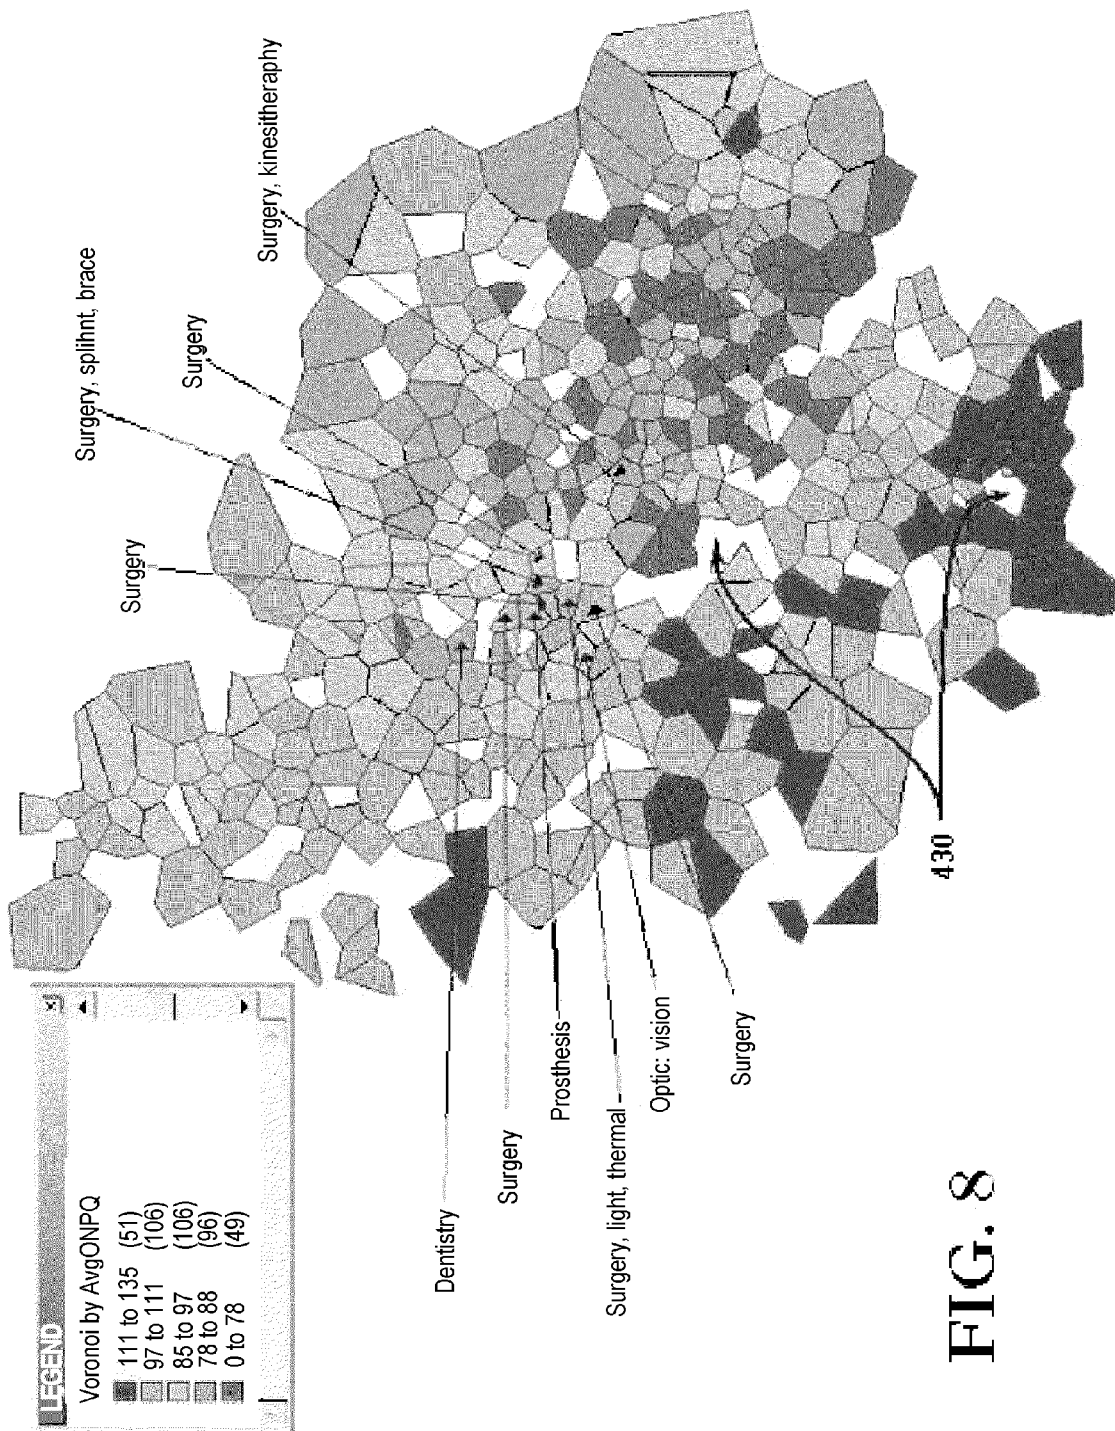 LEGEND
Voronoi by AvgONPQ
111 to 135 (51)
97 to 111 (106)
85 to 97 (106)
78 to 88 (96)
0 to 78 (49)
Surgery
Surgery, splihnt, brace
Surgery
Surgery, kinesitheraphy
Dentistry
Surgery
Prosthesis
Surgery, light, thermal
Optic: vision
Surgery
430
FIG. 8